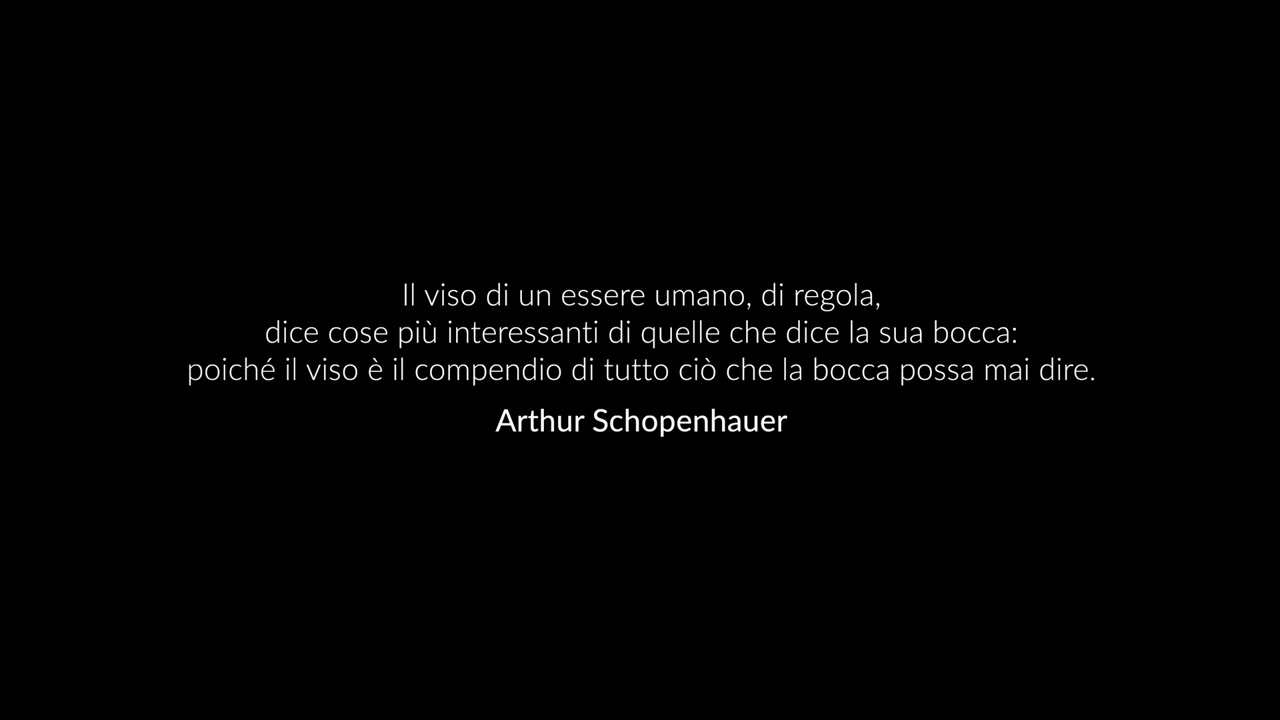 Il viso di un essere umano, di regola,
dice cose più interessanti di quelle che dice la sua bocca:
poiché il viso è il compendio di tutto ciò che la bocca possa mai dire.
Arthur Schopenhauer